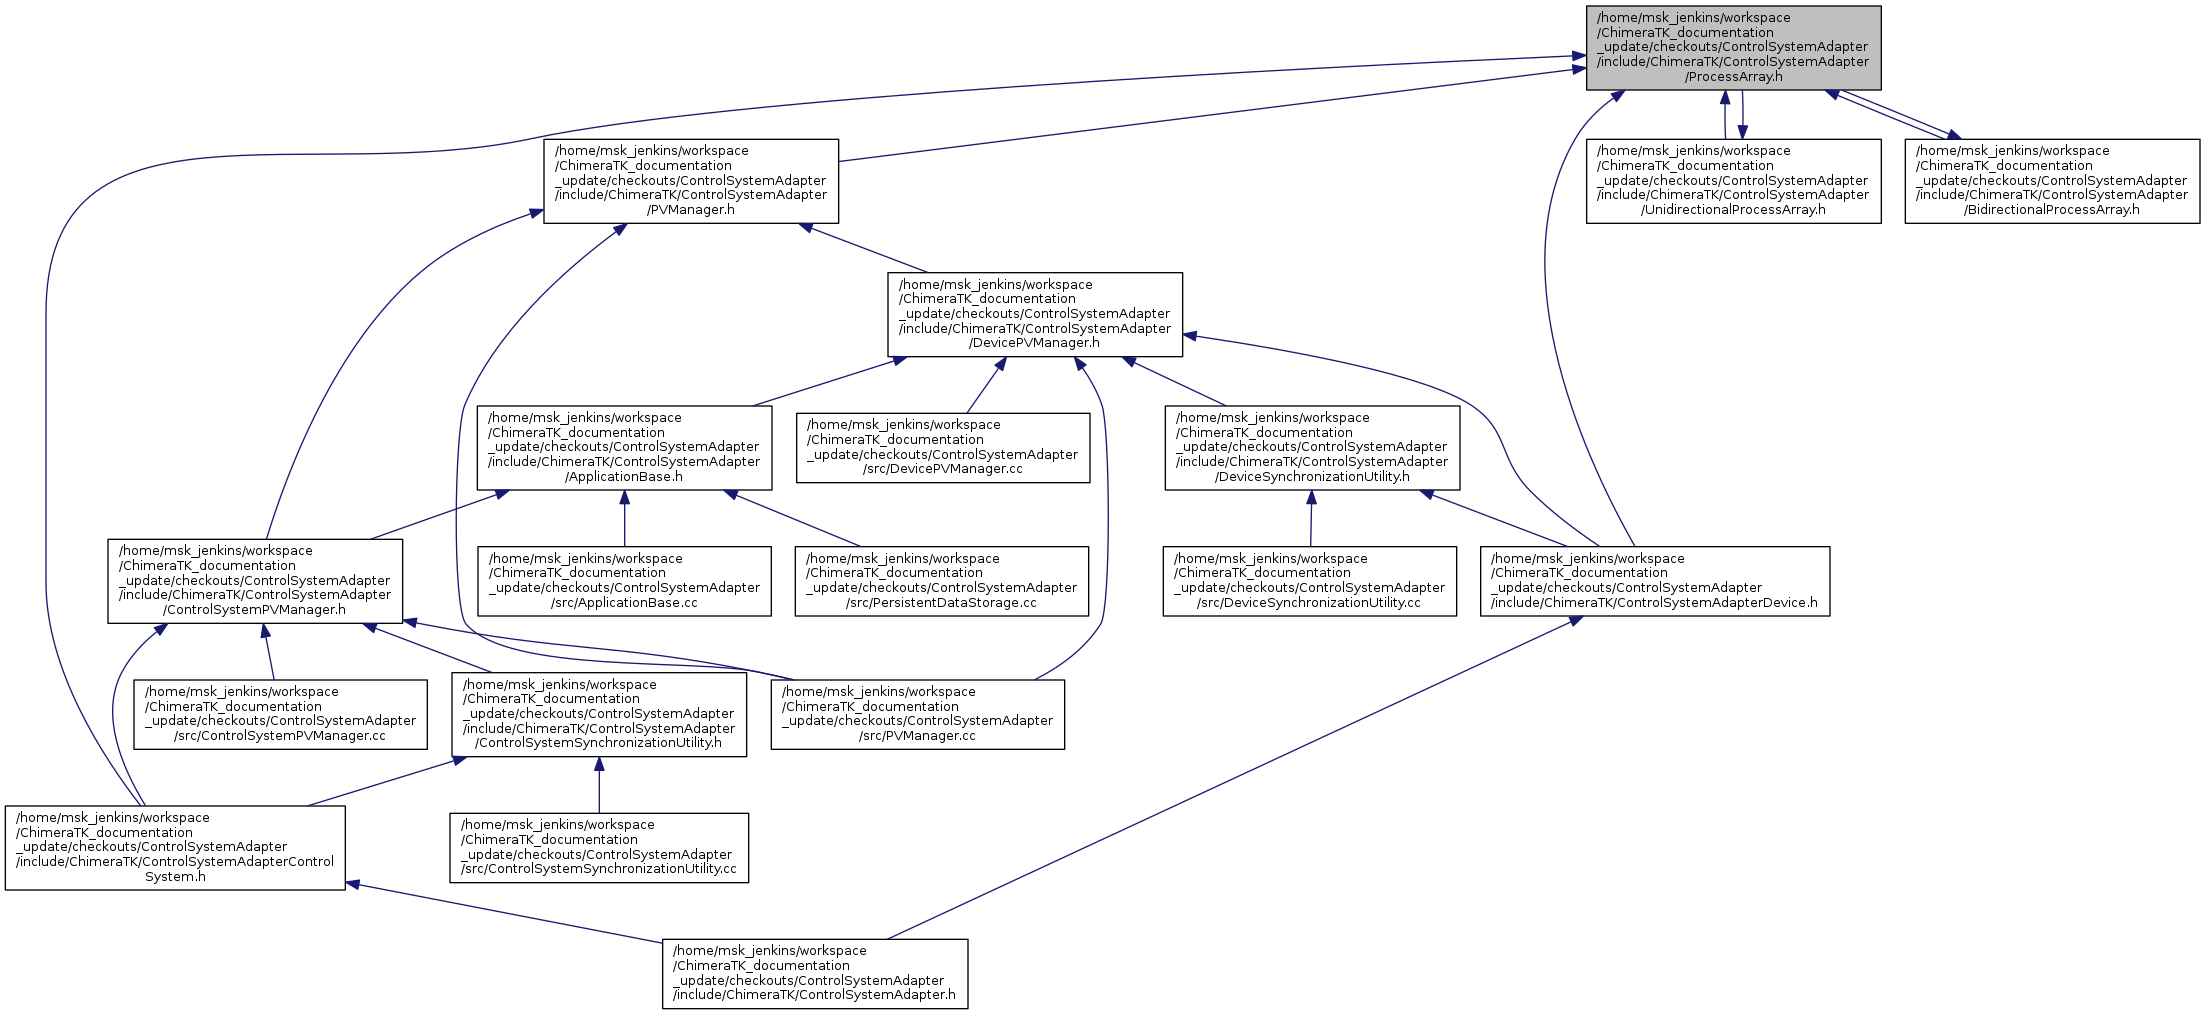 /home/msk_jenkins/workspace
/ChimeraTK_documentation
_update/checkouts/ControlSystemAdapter
/include/ChimeraTK/ControlSystemAdapter
/ProcessArray.h
/home/msk_jenkins/workspace
/ChimeraTK_documentation
_update/checkouts/ControlSystemAdapter
/include/ChimeraTK/ControlSystemAdapter
/PVManager.h
/home/msk_jenkins/workspace
/ChimeraTK_documentation
_update/checkouts/ControlSystemAdapter
/include/ChimeraTK/ControlSystemAdapter
/UnidirectionalProcessArray.h
/home/msk_jenkins/workspace
/ChimeraTK_documentation
_update/checkouts/ControlSystemAdapter
/include/ChimeraTK/ControlSystemAdapter
/BidirectionalProcessArray.h
/home/msk_jenkins/workspace
/ChimeraTK_documentation
_update/checkouts/ControlSystemAdapter
/include/ChimeraTK/ControlSystemAdapter
/DevicePVManager.h
/home/msk_jenkins/workspace
/ChimeraTK_documentation
_update/checkouts/ControlSystemAdapter
/include/ChimeraTK/ControlSystemAdapter
/ApplicationBase.h
/home/msk_jenkins/workspace
/ChimeraTK_documentation
_update/checkouts/ControlSystemAdapter
/src/DevicePVManager.cc
/home/msk_jenkins/workspace
/ChimeraTK_documentation
_update/checkouts/ControlSystemAdapter
/include/ChimeraTK/ControlSystemAdapter
/DeviceSynchronizationUtility.h
/home/msk_jenkins/workspace
/ChimeraTK_documentation
_update/checkouts/ControlSystemAdapter
/include/ChimeraTK/ControlSystemAdapter
/ControlSystemPVManager.h
/home/msk_jenkins/workspace
/ChimeraTK_documentation
_update/checkouts/ControlSystemAdapter
/src/ApplicationBase.cc
/home/msk_jenkins/workspace
/ChimeraTK_documentation
_update/checkouts/ControlSystemAdapter
/src/PersistentDataStorage.cc
/home/msk_jenkins/workspace
/ChimeraTK_documentation
_update/checkouts/ControlSystemAdapter
/src/DeviceSynchronizationUtility.cc
/home/msk_jenkins/workspace
/ChimeraTK_documentation
_update/checkouts/ControlSystemAdapter
/include/ChimeraTK/ControlSystemAdapterDevice.h
/home/msk_jenkins/workspace
/ChimeraTK_documentation
_update/checkouts/ControlSystemAdapter
/src/ControlSystemPVManager.cc
/home/msk_jenkins/workspace
/ChimeraTK_documentation
_update/checkouts/ControlSystemAdapter
/include/ChimeraTK/ControlSystemAdapter
/ControlSystemSynchronizationUtility.h
/home/msk_jenkins/workspace
/ChimeraTK_documentation
_update/checkouts/ControlSystemAdapter
/src/PVManager.cc
/home/msk_jenkins/workspace
/ChimeraTK_documentation
_update/checkouts/ControlSystemAdapter
/include/ChimeraTK/ControlSystemAdapterControl
System.h
/home/msk_jenkins/workspace
/ChimeraTK_documentation
_update/checkouts/ControlSystemAdapter
/src/ControlSystemSynchronizationUtility.cc
/home/msk_jenkins/workspace
/ChimeraTK_documentation
_update/checkouts/ControlSystemAdapter
/include/ChimeraTK/ControlSystemAdapter.h